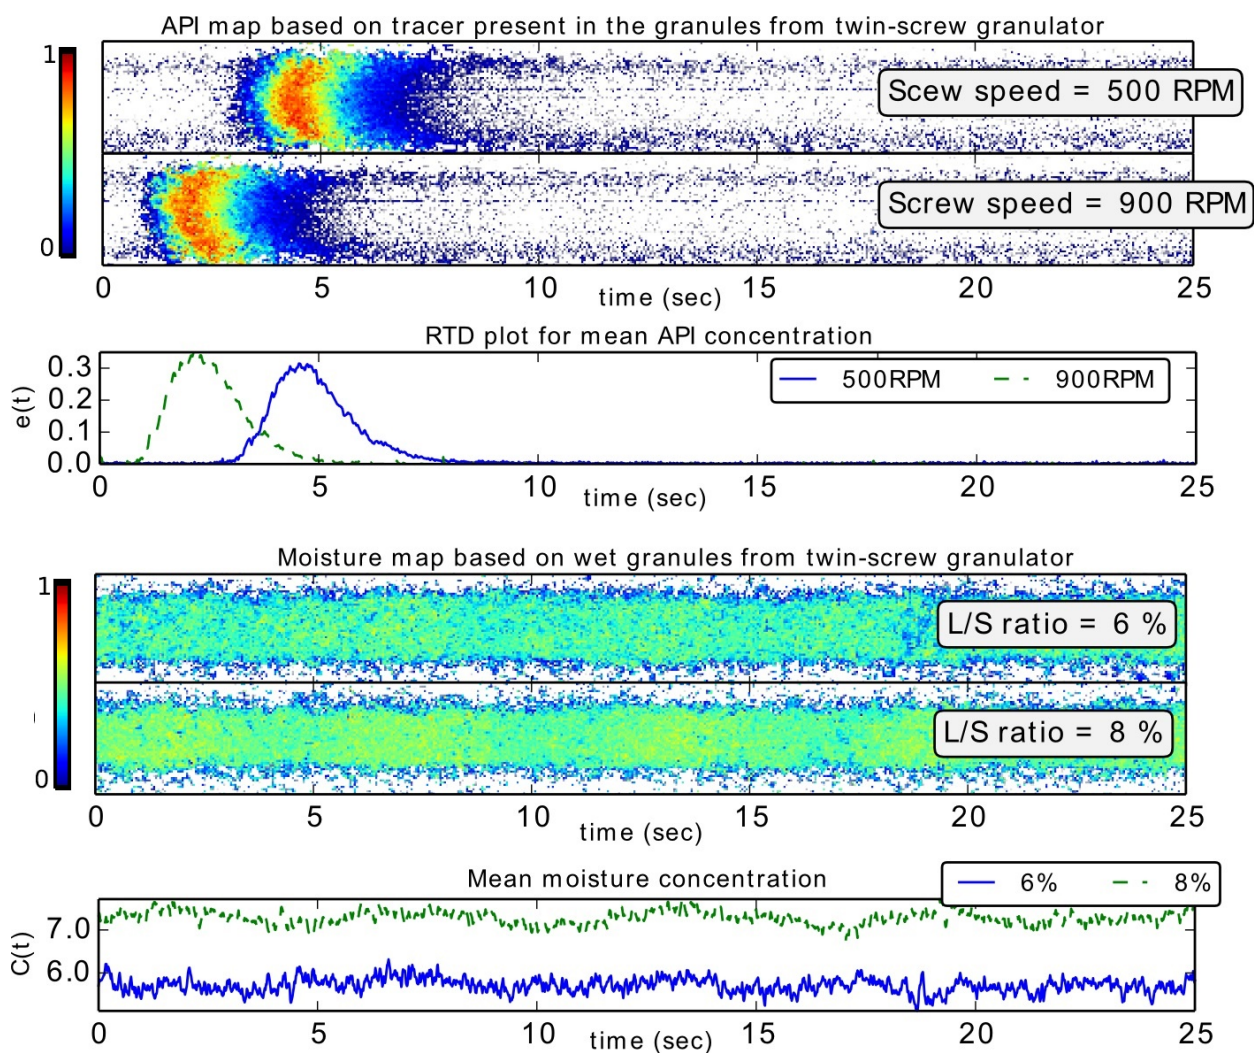 API map based on tracer present in the granules from twin-screw granulator
1
Scew speed = 500 RPM
Screw speed = 900 RPM
0
0 5 10 15 20 25
time (sec)
RTD plot for mean API concentration
0.3
0.2
0.1
0.0
e(t)
500RPM 900RPM
0 5 10 15 20 25
time (sec)
Moisture map based on wet granules from twin-screw granulator
1
L/S ratio = 6 %
L/S ratio = 8 %
0
0 5 10 15 20 25
time (sec)
Mean moisture concentration
6% 8%
7.0
6.0
C(t)
0 5 10 15 20 25
time (sec)